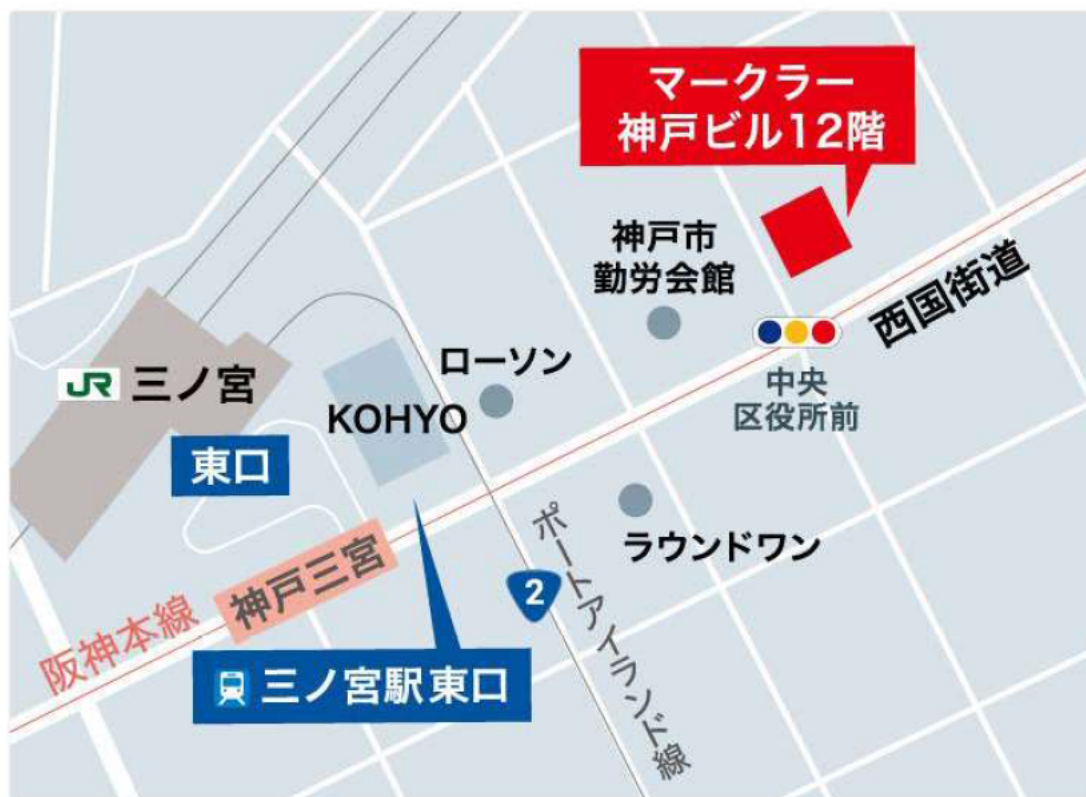 マークラー
神戸ビル12階
神戸市
勤労会館
西国街道
中央
区役所前
ローソン
JR 三ノ宮
KOHYO
東口
ラウンドワン
神戸三宮
阪神本線
2
ポートアイランド線
三ノ宮駅東口